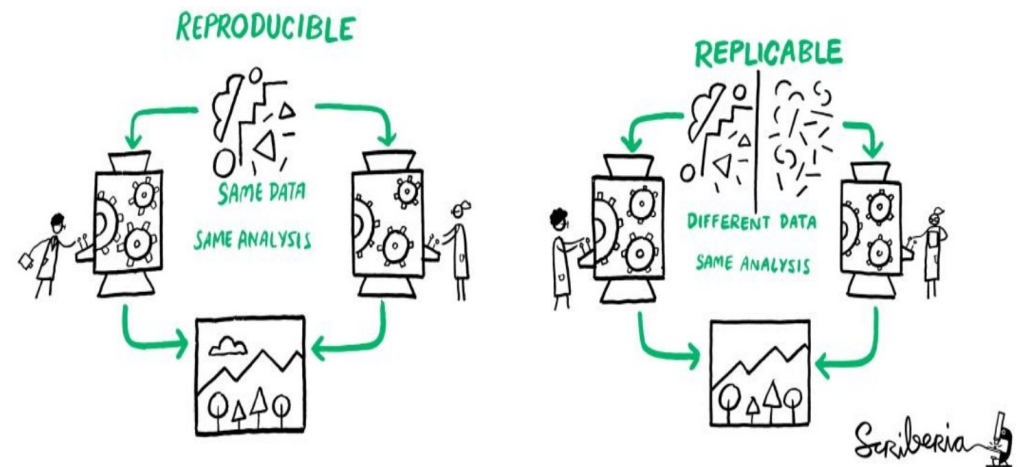 REPRODUCIBLE
SAME DATA
SAME ANALYSIS
REPLICABLE
DIFFERENT DATA
SAME ANALYSIS
Scriberia